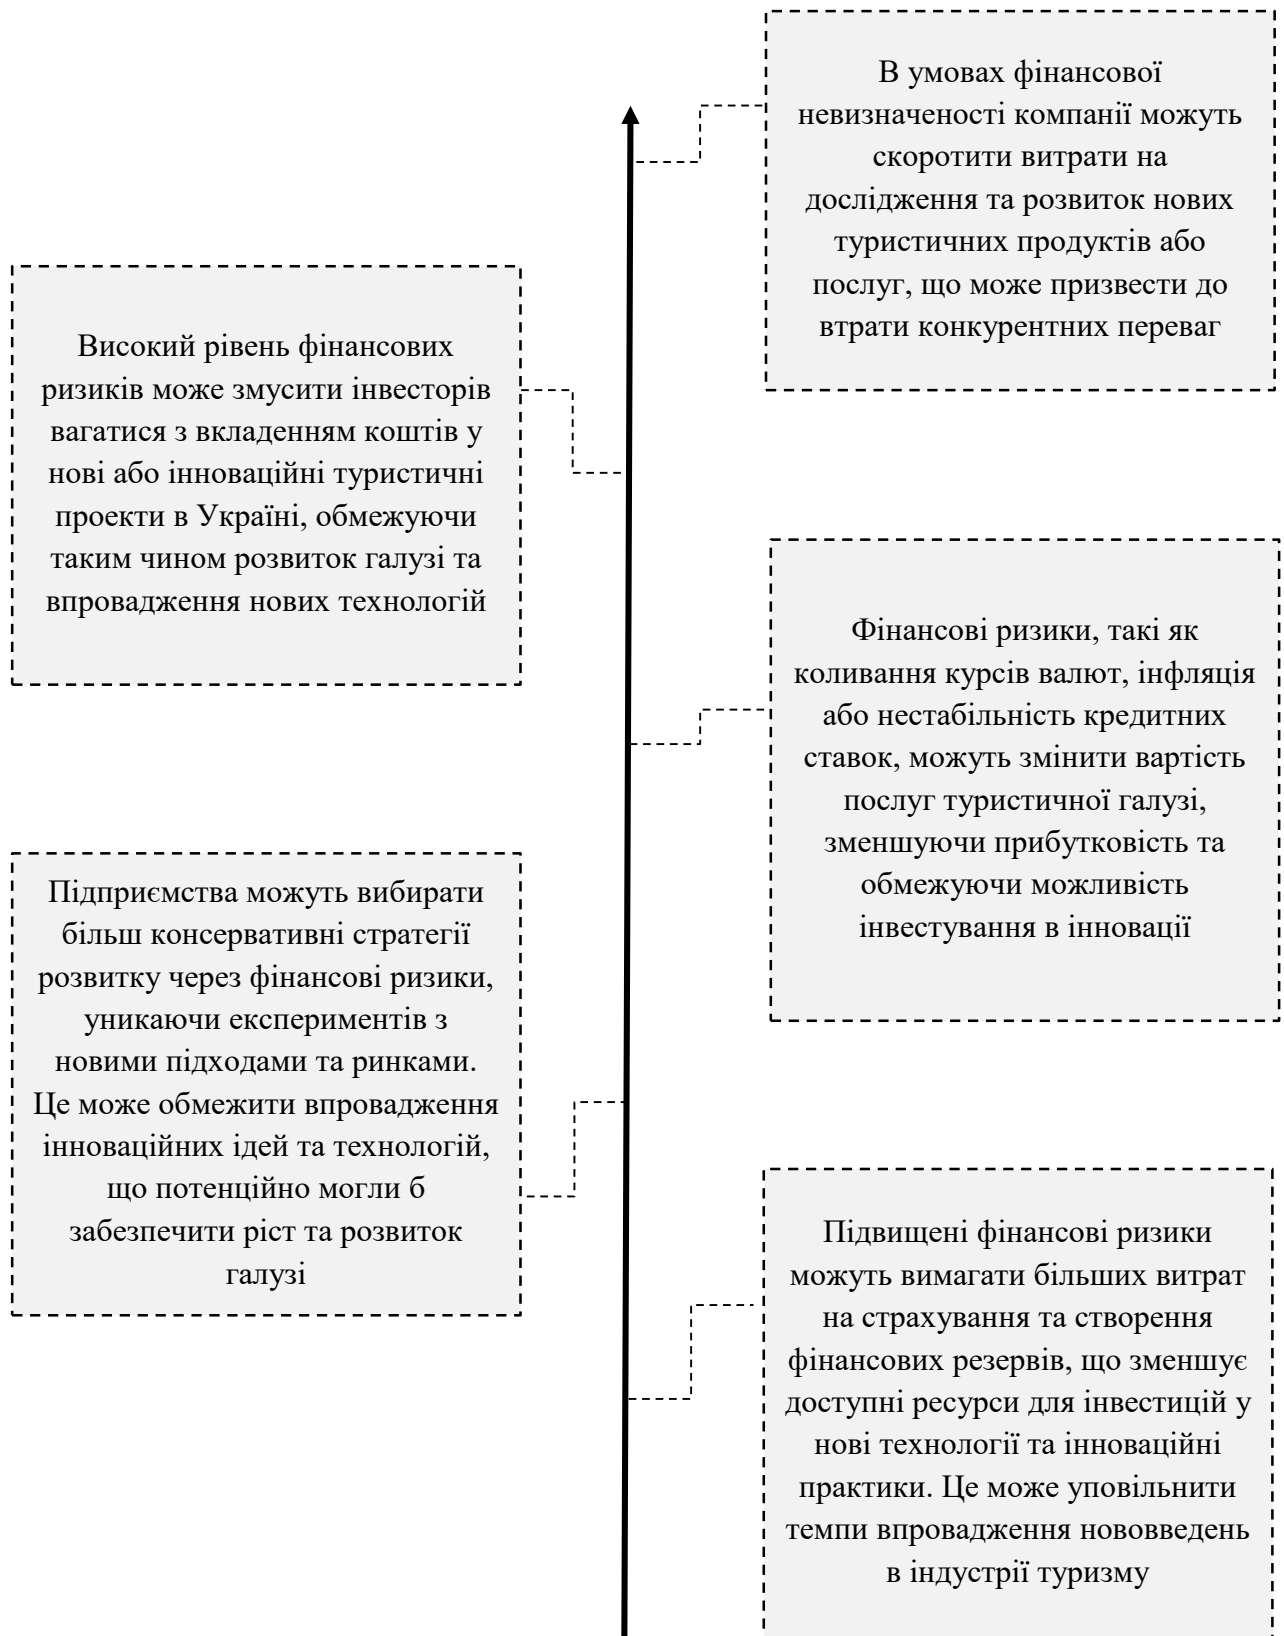 В умовах фінансової
невизначеності компанії можуть
скоротити витрати на
дослідження та розвиток нових
туристичних продуктів або
послуг, що може призвести до
втрати конкурентних переваг
Високий рівень фінансових
ризиків може змусити інвесторів
вагатися з вкладенням коштів у
нові або інноваційні туристичні
проекти в Україні, обмежуючи
таким чином розвиток галузі та
впровадження нових технологій
Фінансові ризики, такі як
коливання курсів валют, інфляція
або нестабільність кредитних
ставок, можуть змінити вартість
послуг туристичної галузі,
зменшуючи прибутковість та
обмежуючи можливість
інвестування в інновації
Підприємства можуть вибирати
більш консервативні стратегії
розвитку через фінансові ризики,
уникаючи експериментів з
новими підходами та ринками.
Це може обмежити впровадження
інноваційних ідей та технологій,
що потенційно могли б
забезпечити ріст та розвиток
галузі
Підвищені фінансові ризики
можуть вимагати більших витрат
на страхування та створення
фінансових резервів, що зменшує
доступні ресурси для інвестицій у
нові технології та інноваційні
практики. Це може уповільнити
темпи впровадження нововведень
в індустрії туризму